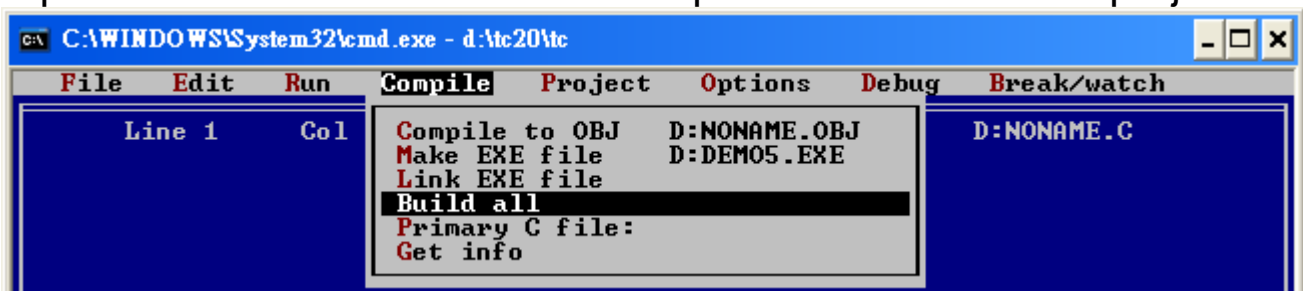 C:\WINDOWS\System32\cmd.exe - d:\tc20\tc
File Edit Run Compile Project Options Debug Break/watch
Line 1 Col D:NONAME.C
Compile to OBJ D:NONAME.OBJ
Make EXE file D:DEMO5.EXE
Link EXE file
Build all
Primary C file:
Get info